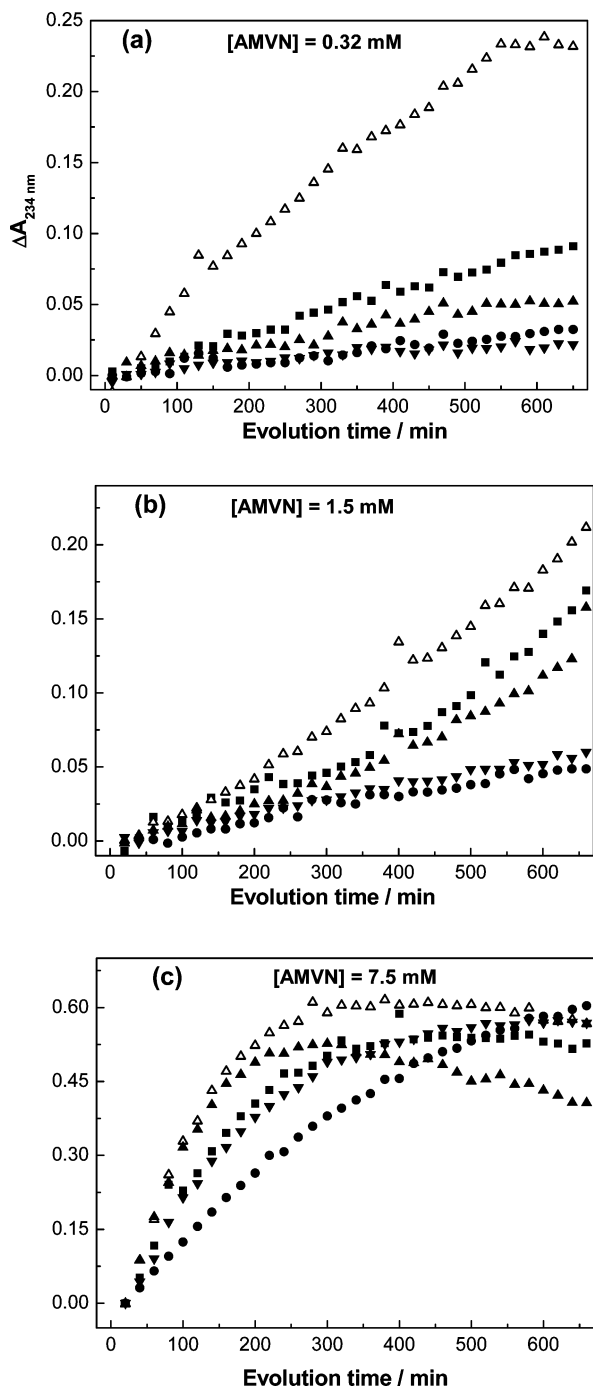 (a)
[AMVN] = 0.32 mM
0.25
0.20
0.15
0.10
0.05
0.00
ΔA234 nm
0 100 200 300 400 500 600
Evolution time / min
(b)
[AMVN] = 1.5 mM
0.20
0.15
0.10
0.05
0.00
0 100 200 300 400 500 600
Evolution time / min
(c)
[AMVN] = 7.5 mM
0.60
0.45
0.30
0.15
0.00
0 100 200 300 400 500 600
Evolution time / min